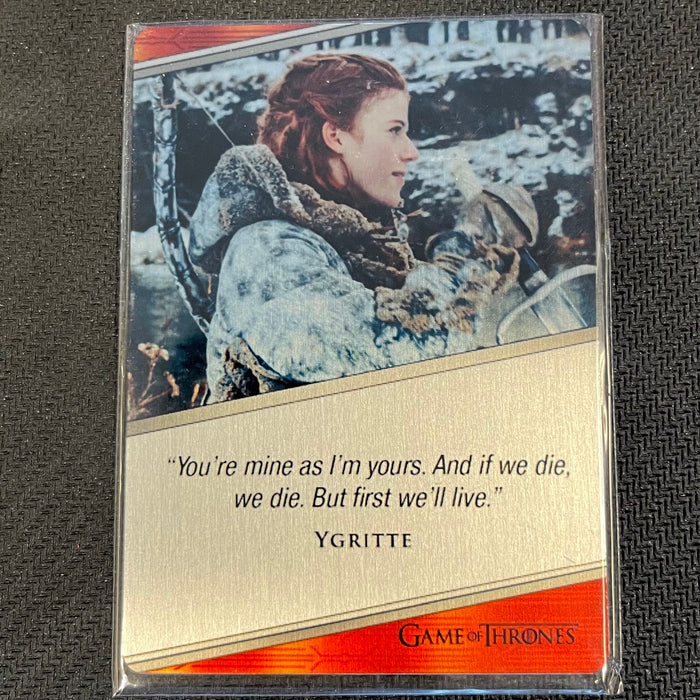 “You’re mine as I’m yours. And if we die,
we die. But first we’ll live.”
YGRITTE
GAME OF THRONES